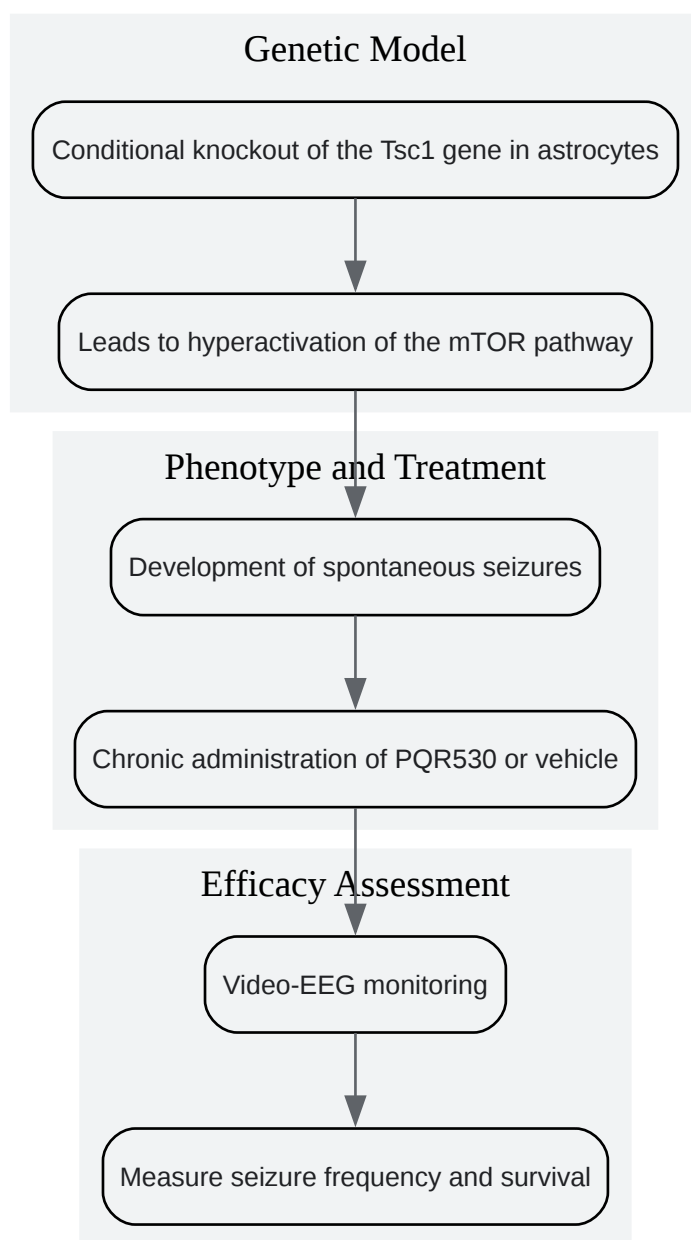 Genetic Model
Conditional knockout of the Tsc1 gene in astrocytes
Leads to hyperactivation of the mTOR pathway
Phenotype and Treatment
Development of spontaneous seizures
Chronic administration of PQR530 or vehicle
Efficacy Assessment
Video-EEG monitoring
Measure seizure frequency and survival